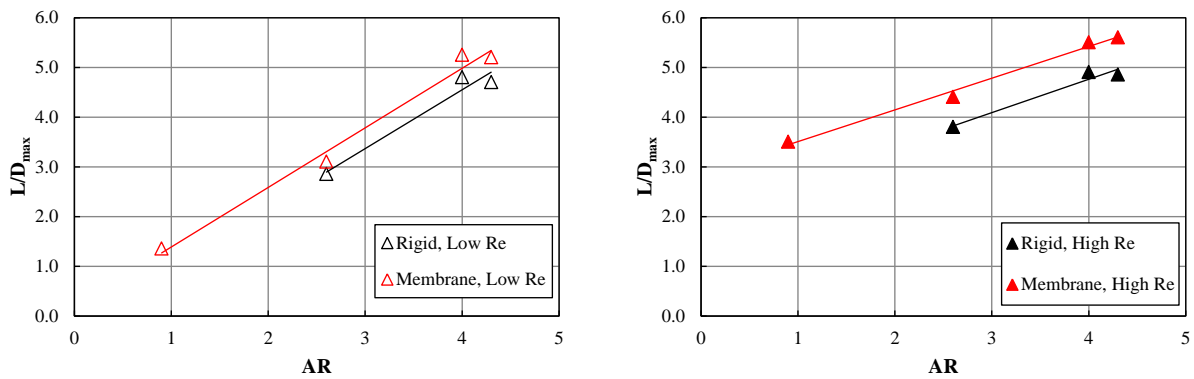 6.0
5.0
4.0
3.0
2.0
1.0
0.0
L/Dmax
0 1 2 3 4 5
AR
Rigid, Low Re
Membrane, Low Re
6.0
5.0
4.0
3.0
2.0
1.0
0.0
L/Dmax
0 1 2 3 4 5
AR
Rigid, High Re
Membrane, High Re